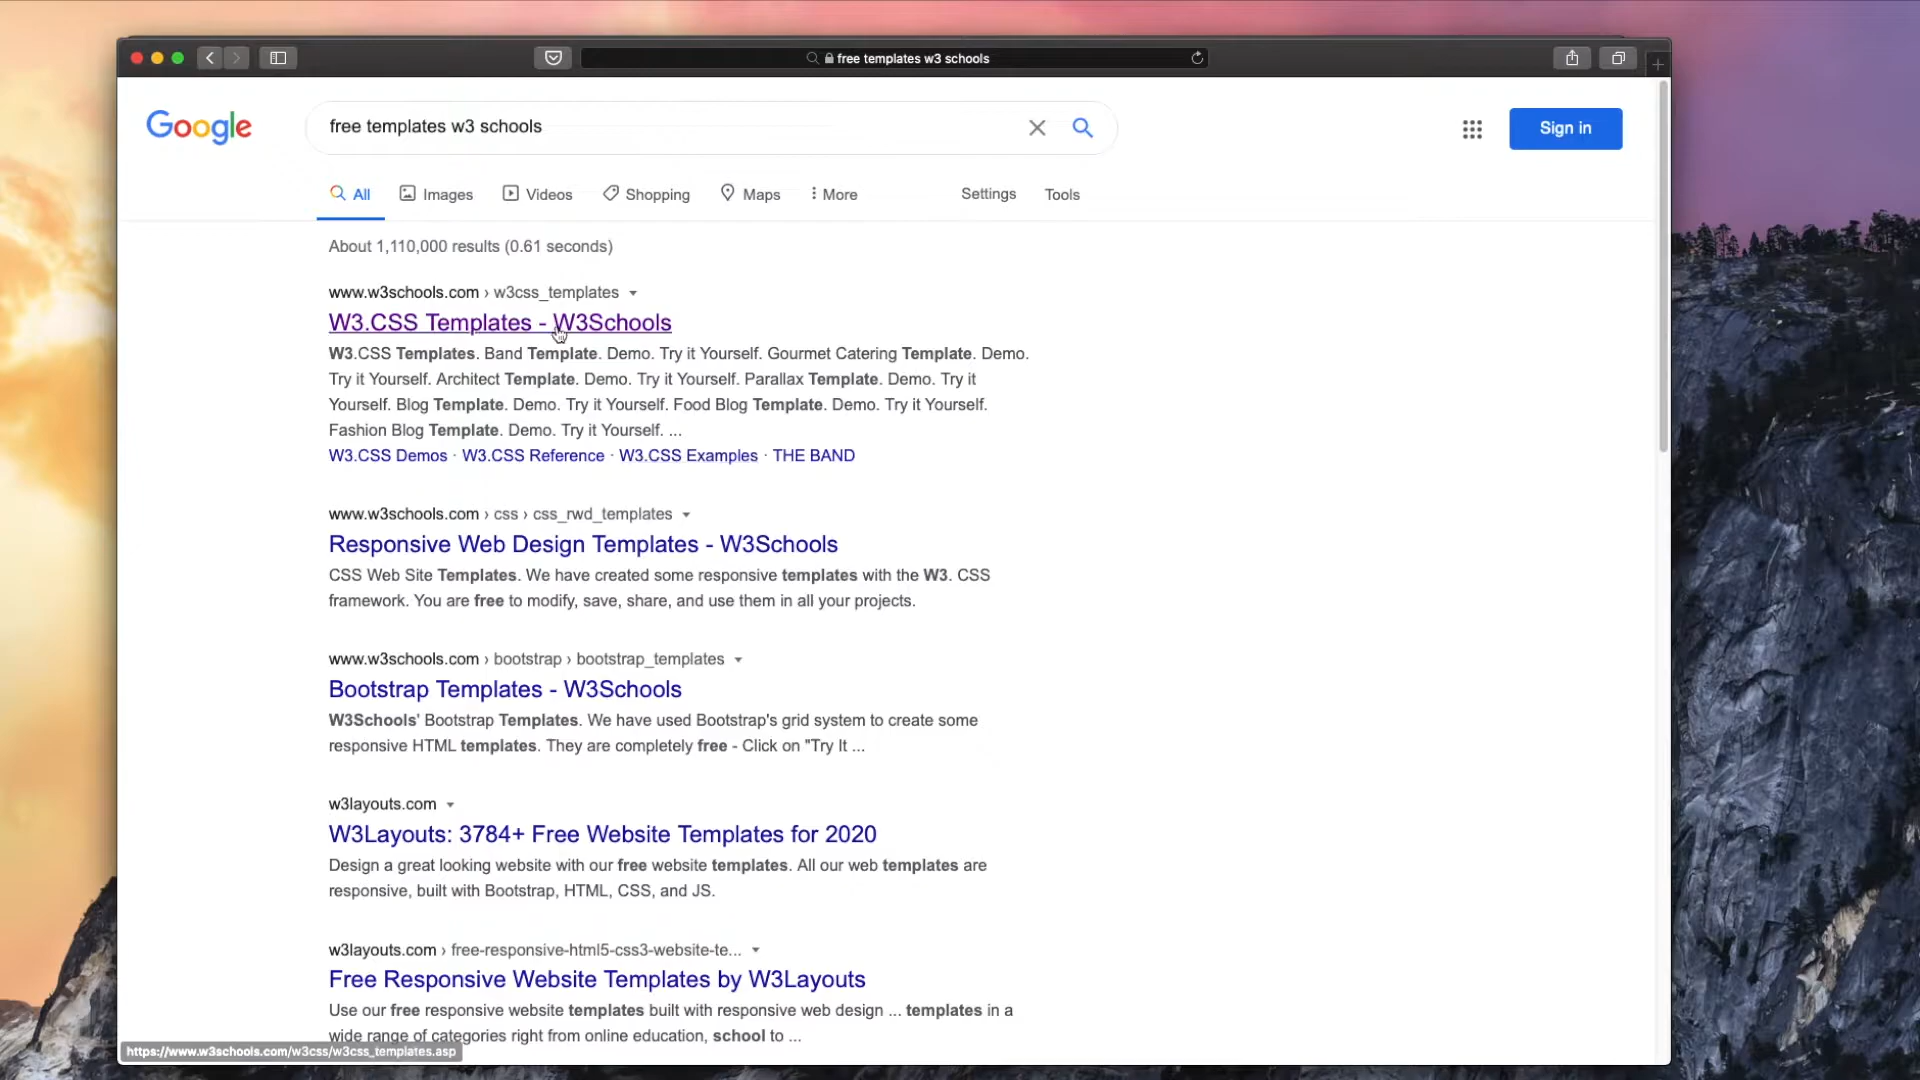 free templates w3 schools
Google
free templates w3 schools
Sign in
All Images Videos Shopping Maps More Settings Tools
About 1,110,000 results (0.61 seconds)
www.w3schools.com › w3css_templates
W3.CSS Templates - W3Schools
W3.CSS Templates. Band Template. Demo. Try it Yourself. Gourmet Catering Template. Demo.
Try it Yourself. Architect Template. Demo. Try it Yourself. Parallax Template. Demo. Try it
Yourself. Blog Template. Demo. Try it Yourself. Food Blog Template. Demo. Try it Yourself.
Fashion Blog Template. Demo. Try it Yourself. ...
W3.CSS Demos · W3.CSS Reference · W3.CSS Examples · THE BAND
www.w3schools.com › css › css_rwd_templates
Responsive Web Design Templates - W3Schools
CSS Web Site Templates. We have created some responsive templates with the W3. CSS
framework. You are free to modify, save, share, and use them in all your projects.
www.w3schools.com › bootstrap › bootstrap_templates
Bootstrap Templates - W3Schools
W3Schools' Bootstrap Templates. We have used Bootstrap's grid system to create some
responsive HTML templates. They are completely free - Click on "Try It ...
w3layouts.com
W3Layouts: 3784+ Free Website Templates for 2020
Design a great looking website with our free website templates. All our web templates are
responsive, built with Bootstrap, HTML, CSS, and JS.
w3layouts.com › free-responsive-html5-css3-website-te...
Free Responsive Website Templates by W3Layouts
Use our free responsive website templates built with responsive web design ... templates in a
wide range of categories right from online education, school to ...
https://www.w3schools.com/w3css/w3css_templates.asp